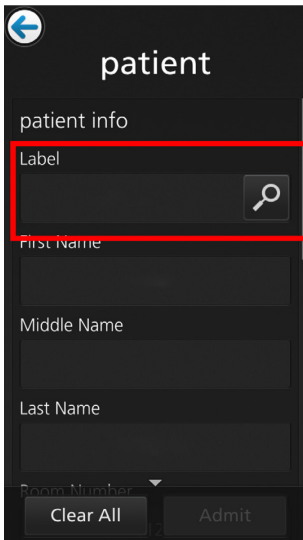 patient
patient info
Label
First Name
Middle Name
Last Name
Room Number
Clear All
Admit